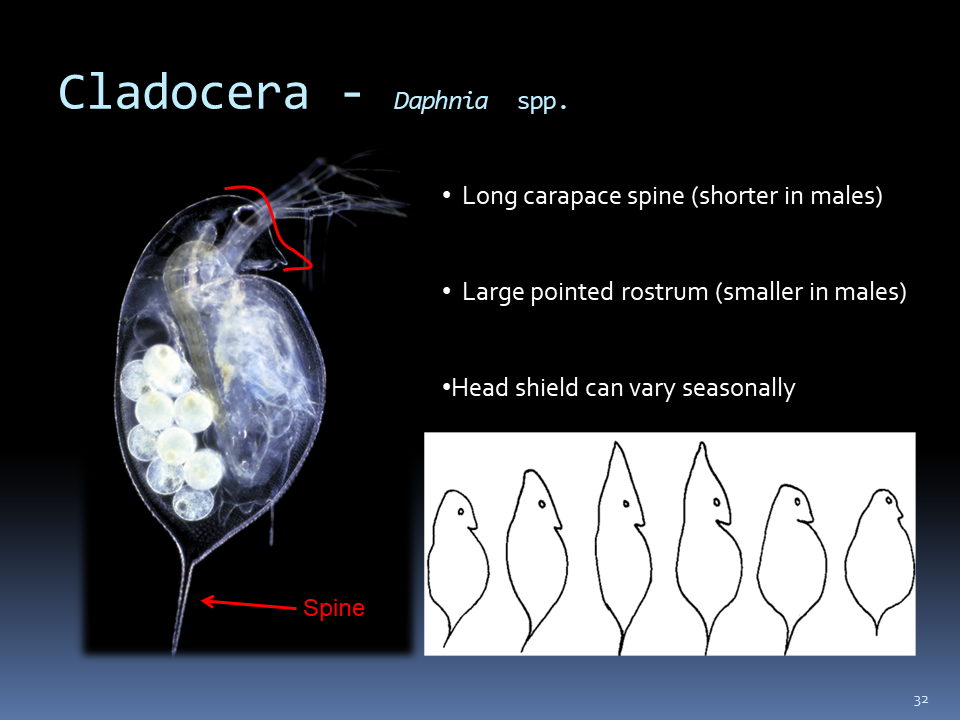 Cladocera - Daphnia spp.
• Long carapace spine (shorter in males)
• Large pointed rostrum (smaller in males)
•Head shield can vary seasonally
Spine
32